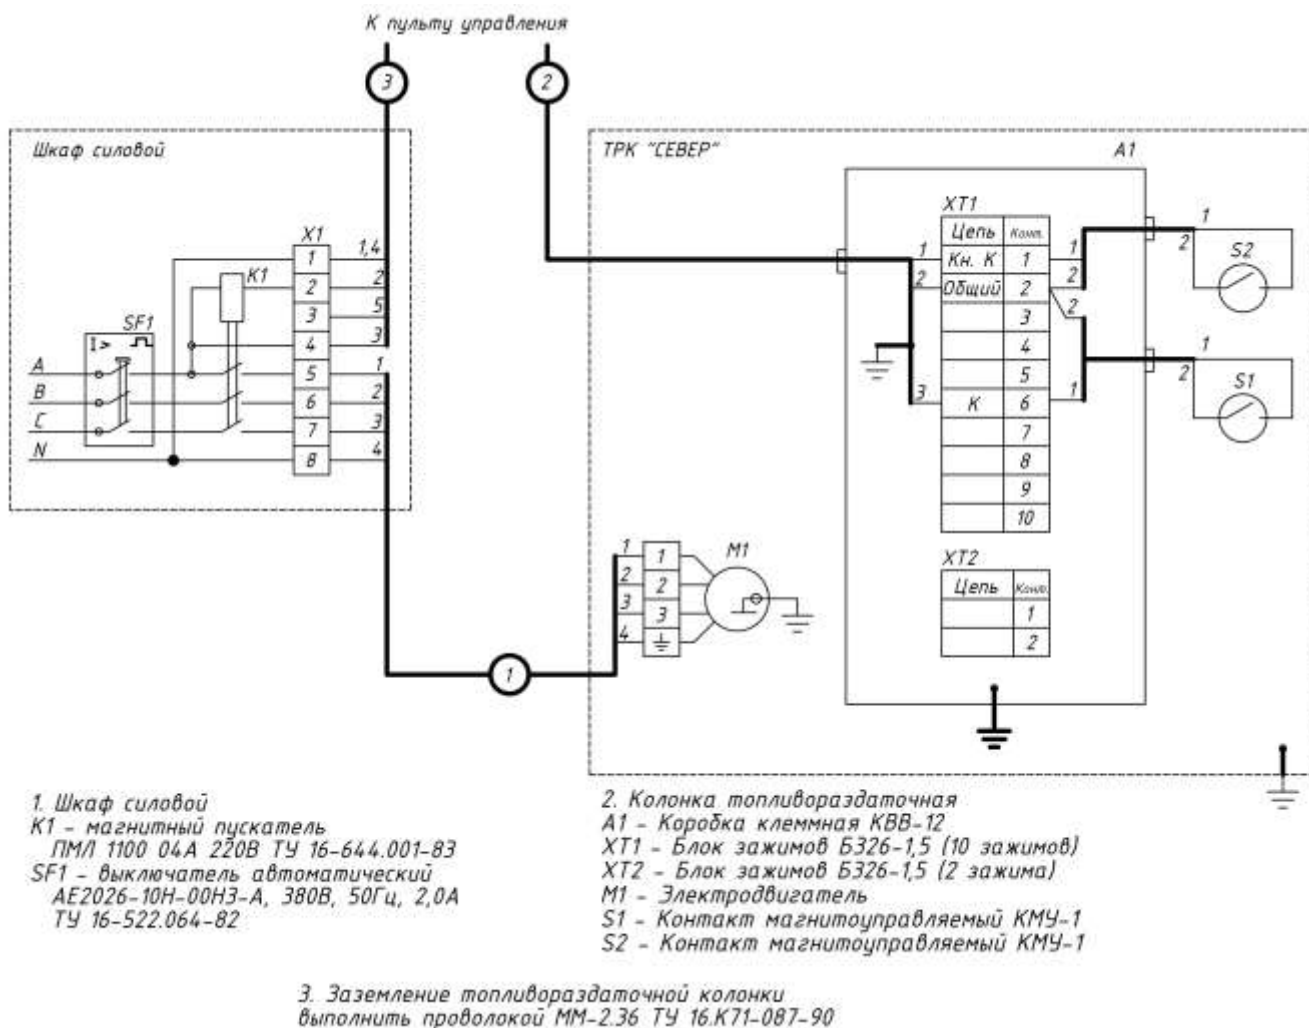 К пульту управления
3
2
Шкаф силовой
ТРК "СЕВЕР"
А1
X1
XT1
Цепь Конт.
Кн. К 1
Общий 2
3
4
5
К 6
7
8
9
10
1
2
3
1
2
2
1
1
2
S2
1
2
S1
K1
SF1
I>
1 1,4
2 2
3 5
4 3
A 5 1
B 6 2
C 7 3
N 8 4
XT2
Цепь Конт.
1
2
M1
1 1
2 2
3 3
4
1
1. Шкаф силовой
К1 - магнитный пускатель
ПМЛ 1100 04А 220В ТУ 16-644.001-83
SF1 - выключатель автоматический
АЕ2026-10Н-00НЗ-А, 380В, 50Гц, 2,0А
ТУ 16-522.064-82
2. Колонка топливораздаточная
А1 - Коробка клеммная КВВ-12
XT1 - Блок зажимов Б326-1,5 (10 зажимов)
XT2 - Блок зажимов Б326-1,5 (2 зажима)
М1 - Электродвигатель
S1 - Контакт магнитоуправляемый КМУ-1
S2 - Контакт магнитоуправляемый КМУ-1
3. Заземление топливораздаточной колонки
выполнить проволокой ММ-2.36 ТУ 16.К71-087-90